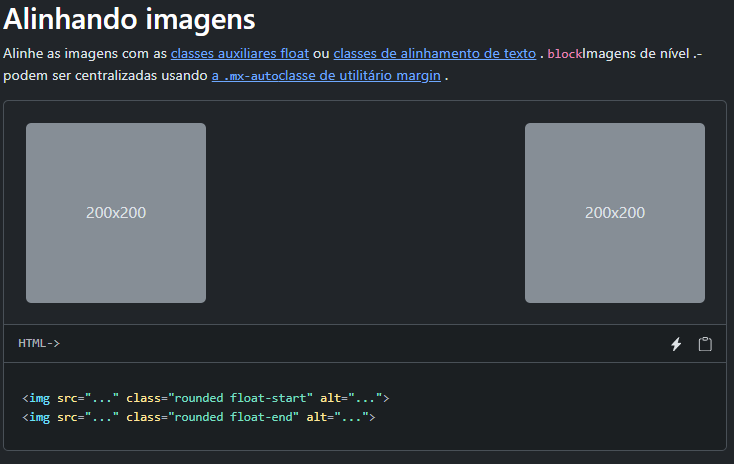 Alinhando imagens
Alinhe as imagens com as classes auxiliares float ou classes de alinhamento de texto . blockImagens de nível .-
podem ser centralizadas usando a .mx-autoclasse de utilitário margin .
200x200
200x200
HTML->
<img src="..." class="rounded float-start" alt="...">
<img src="..." class="rounded float-end" alt="...">